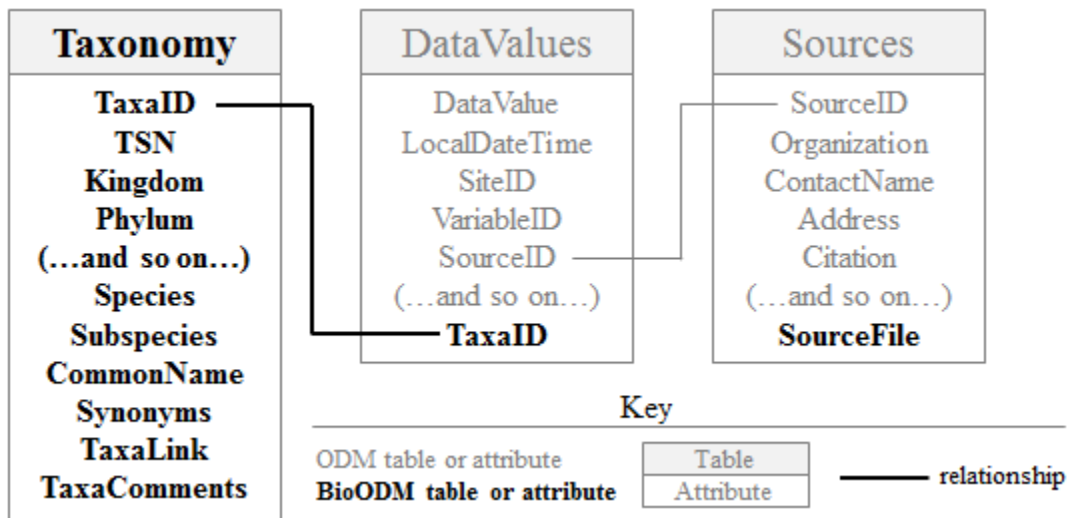 Taxonomy
TaxaID
TSN
Kingdom
Phylum
(…and so on…)
Species
Subspecies
CommonName
Synonyms
TaxaLink
TaxaComments
DataValues
DataValue
LocalDateTime
SiteID
VariableID
SourceID
(…and so on…)
TaxaID
Sources
SourceID
Organization
ContactName
Address
Citation
(…and so on…)
SourceFile
Key
ODM table or attribute
BioODM table or attribute
Table
Attribute
relationship